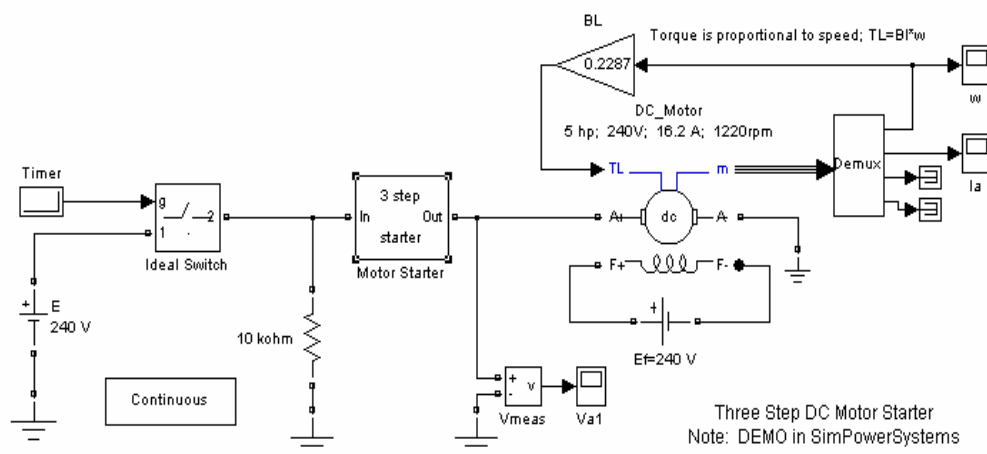 BL
Torque is proportional to speed; TL=Bl*w
0.2287
w
DC_Motor
5 hp; 240V; 16.2 A; 1220rpm
Demux
Ia
Timer
TL
m
g
2
1
Ideal Switch
3 step
starter
In
Out
Motor Starter
A+
dc
A-
F+
F-
+
E
240 V
10 kohm
+
Ef=240 V
Continuous
+
-
v
Vmeas
Va1
Three Step DC Motor Starter
Note: DEMO in SimPowerSystems